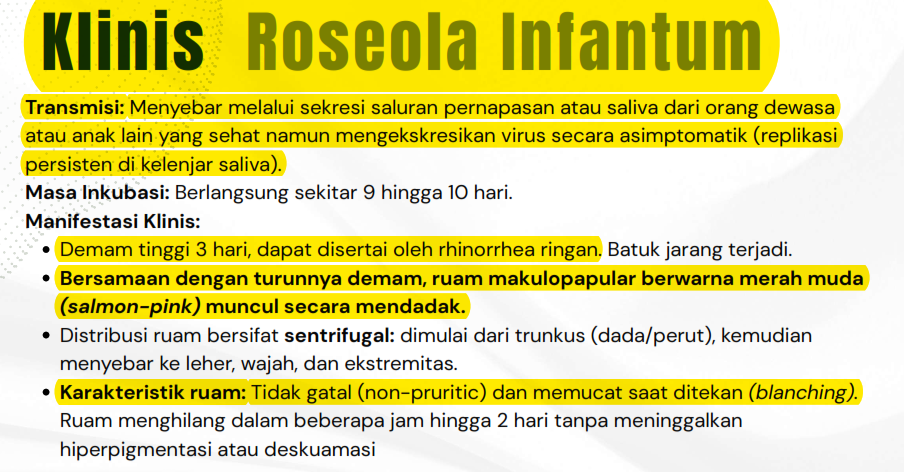 Klinis Roseola Infantum
Transmisi: Menyebar melalui sekresi saluran pernapasan atau saliva dari orang dewasa
atau anak lain yang sehat namun mengekskresikan virus secara asimptomatik (replikasi
persisten di kelenjar saliva).
Masa Inkubasi: Berlangsung sekitar 9 hingga 10 hari.
Manifestasi Klinis:
• Demam tinggi 3 hari, dapat disertai oleh rhinorrhea ringan. Batuk jarang terjadi.
• Bersamaan dengan turunnya demam, ruam makulopapular berwarna merah muda
(salmon-pink) muncul secara mendadak.
• Distribusi ruam bersifat sentrifugal: dimulai dari trunkus (dada/perut), kemudian
menyebar ke leher, wajah, dan ekstremitas.
• Karakteristik ruam: Tidak gatal (non-pruritic) dan memucat saat ditekan (blanching).
Ruam menghilang dalam beberapa jam hingga 2 hari tanpa meninggalkan
hiperpigmentasi atau deskuamasi